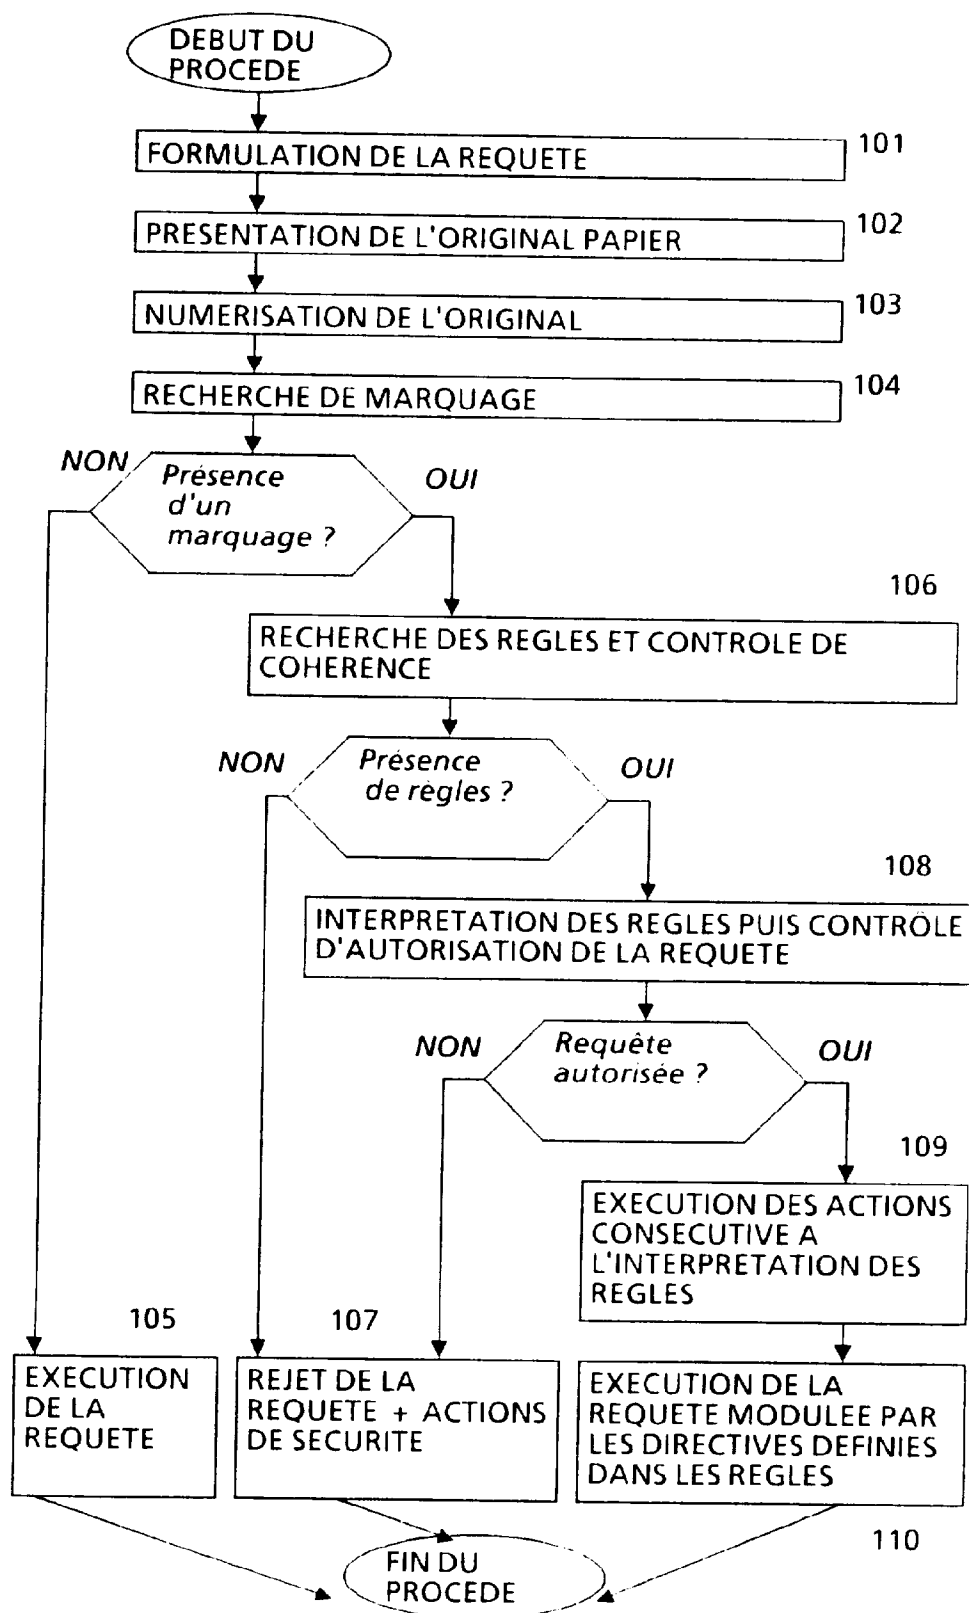 DEBUT DU
PROCEDE
FORMULATION DE LA REQUETE
101
PRESENTATION DE L'ORIGINAL PAPIER
102
NUMERISATION DE L'ORIGINAL
103
RECHERCHE DE MARQUAGE
104
NON
Présence
d'un
marquage ?
OUI
106
RECHERCHE DES REGLES ET CONTROLE DE
COHERENCE
NON
Présence
de règles ?
OUI
108
INTERPRETATION DES REGLES PUIS CONTRÔLE
D'AUTORISATION DE LA REQUETE
NON
Requête
autorisée ?
OUI
109
EXECUTION DES ACTIONS
CONSECUTIVE A
L'INTERPRETATION DES
REGLES
105
EXECUTION
DE LA
REQUETE
107
REJET DE LA
REQUETE + ACTIONS
DE SECURITE
EXECUTION DE LA
REQUETE MODULEE PAR
LES DIRECTIVES DEFINIES
DANS LES REGLES
110
FIN DU
PROCEDE